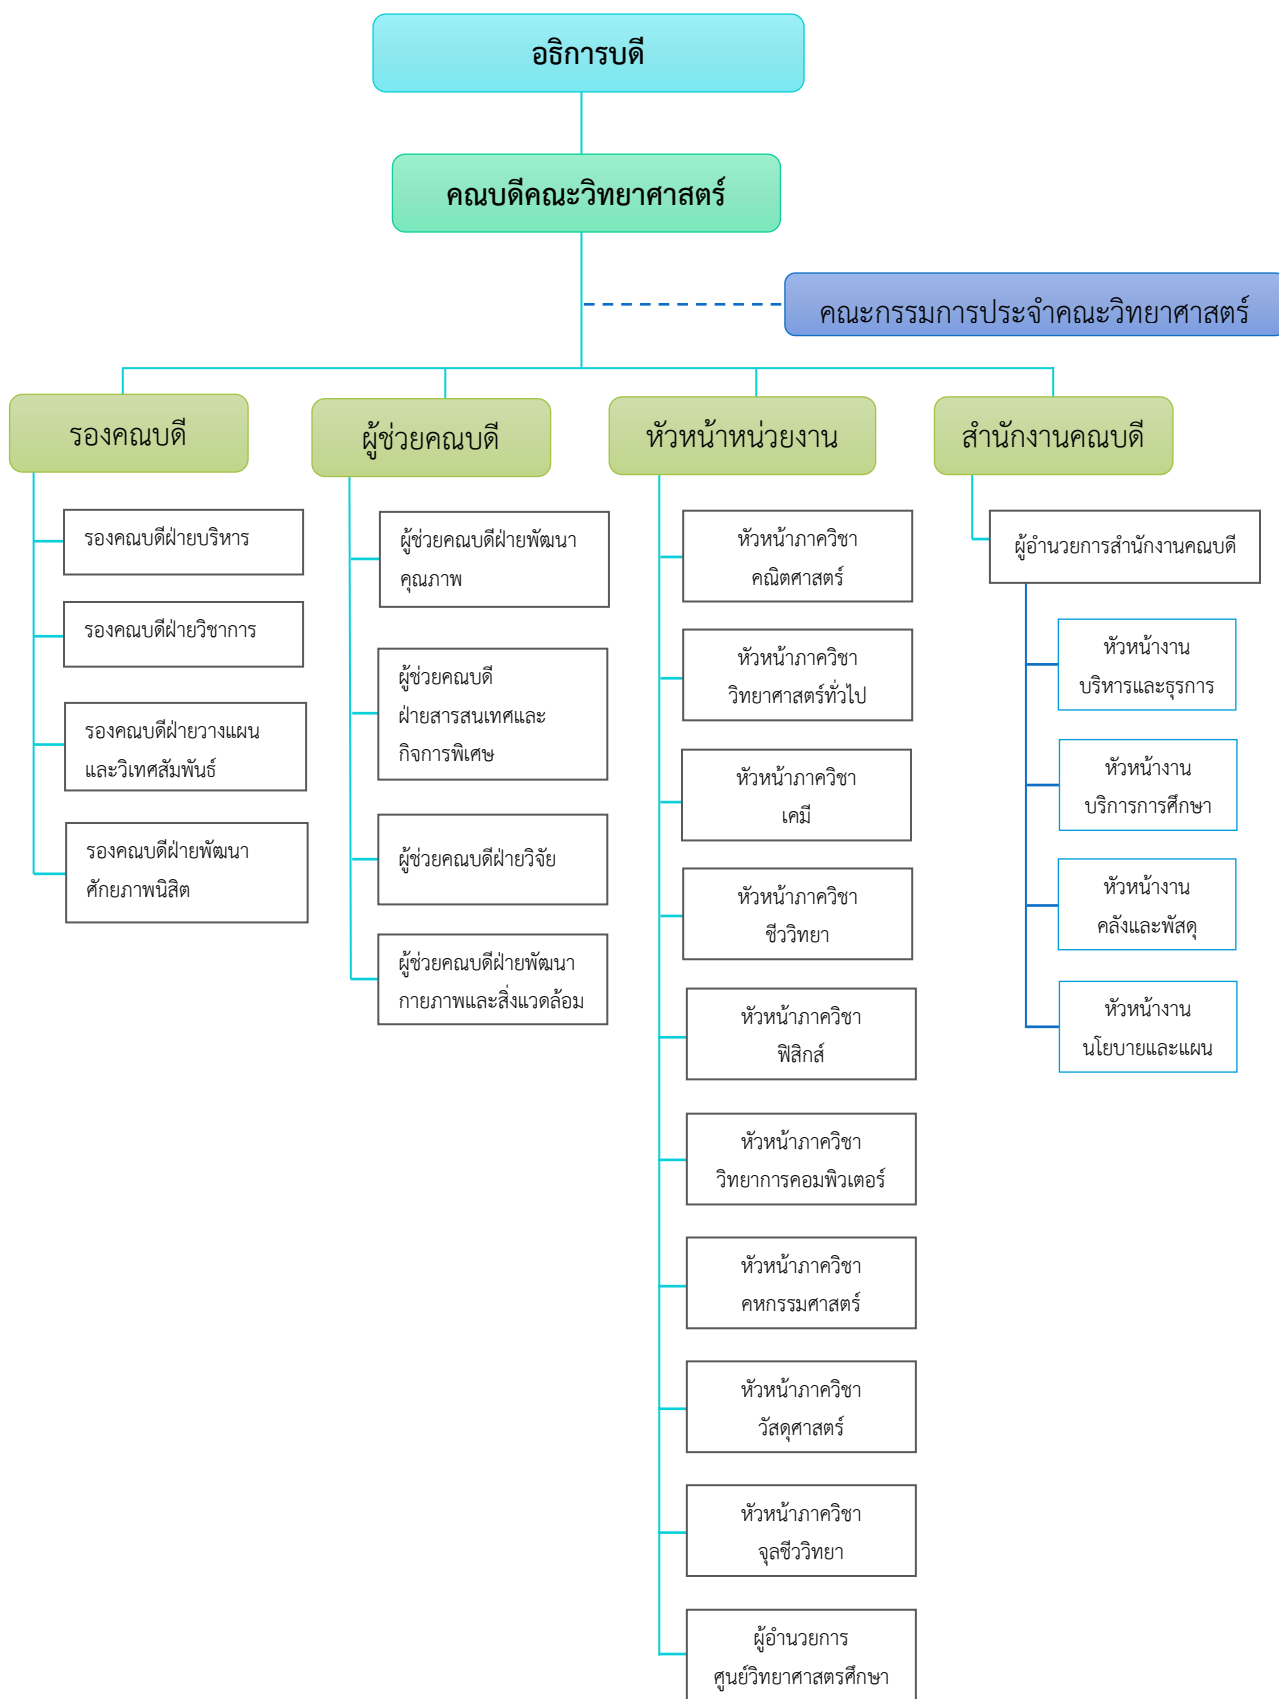 อธิการบดี
คณบดีคณะวิทยาศาสตร์
คณะกรรมการประจำคณะวิทยาศาสตร์
รองคณบดี
รองคณบดีฝ่ายบริหาร
รองคณบดีฝ่ายวิชาการ
รองคณบดีฝ่ายวางแผน
และวิเทศสัมพันธ์
รองคณบดีฝ่ายพัฒนา
ศักยภาพนิสิต
ผู้ช่วยคณบดี
ผู้ช่วยคณบดีฝ่ายพัฒนา
คุณภาพ
ผู้ช่วยคณบดี
ฝ่ายสารสนเทศและ
กิจการพิเศษ
ผู้ช่วยคณบดีฝ่ายวิจัย
ผู้ช่วยคณบดีฝ่ายพัฒนา
กายภาพและสิ่งแวดล้อม
หัวหน้าหน่วยงาน
หัวหน้าภาควิชา
คณิตศาสตร์
หัวหน้าภาควิชา
วิทยาศาสตร์ทั่วไป
หัวหน้าภาควิชา
เคมี
หัวหน้าภาควิชา
ชีววิทยา
หัวหน้าภาควิชา
ฟิสิกส์
หัวหน้าภาควิชา
วิทยาการคอมพิวเตอร์
หัวหน้าภาควิชา
คหกรรมศาสตร์
หัวหน้าภาควิชา
วัสดุศาสตร์
หัวหน้าภาควิชา
จุลชีววิทยา
ผู้อำนวยการ
ศูนย์วิทยาศาสตรศึกษา
สำนักงานคณบดี
ผู้อำนวยการสำนักงานคณบดี
หัวหน้างาน
บริหารและธุรการ
หัวหน้างาน
บริการการศึกษา
หัวหน้างาน
คลังและพัสดุ
หัวหน้างาน
นโยบายและแผน